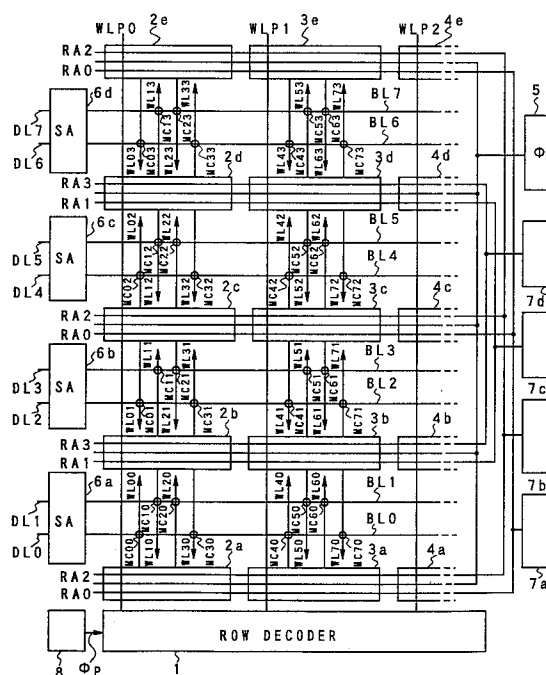 WLP0 2e WLP1 3e WLP2 4e
RA2
RA0
6d WL13 WL33 WL53 WL73 5
DL7 SA BL7 Φ
DL6 BL6
WL03 MC03 MC13 WL23 MC23 MC33 WL43 MC43 MC53 WL63 MC63 MC73
2d 3d 4d
RA3
RA1
6c WL02 WL22 WL42 WL62 BL5
DL5 SA MC12 MC22 MC52 MC62 BL4 7d
DL4
MC02 WL12 WL32 MC32 MC42 WL52 WL72 MC72
2c 3c 4c
RA2
RA0
6b WL11 WL31 WL51 WL71 7c
DL3 SA MC11 MC21 MC51 MC61 BL3
DL2 BL2
WL01 MC01 WL21 MC31 WL41 MC41 WL61 MC71
2b 3b 4b
RA3
RA1
6a WL00 WL20 WL40 WL60 7b
DL1 SA MC10 MC20 MC50 MC60 BL1
DL0 BL0
MC00 WL10 WL30 MC30 MC40 WL50 WL70 MC70
2a 3a 4a
RA2
RA0
7a
ROW DECODER
8 ΦP 1